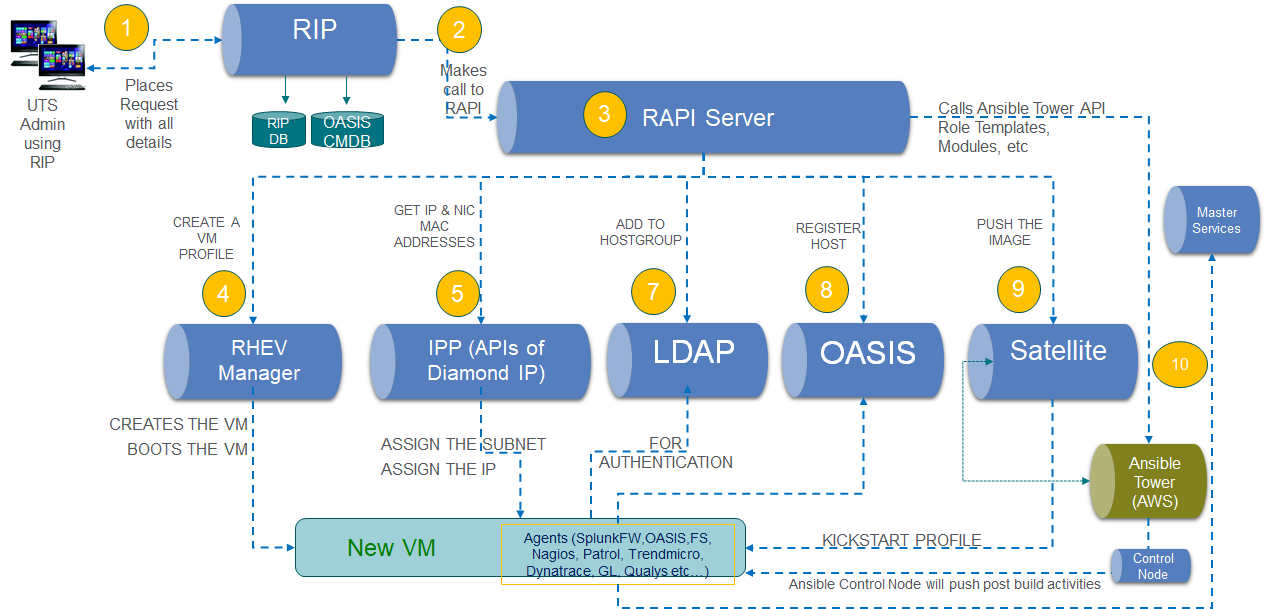 1
UTS
Admin
using
RIP
Places
Request
with all
details
RIP
RIP
DB
OASIS
CMDB
2
Makes
call to
RAPI
3
RAPI Server
Calls Ansible Tower API
Role Templates,
Modules, etc
Master
Services
CREATE A
VM
PROFILE
4
RHEV
Manager
GET IP & NIC
MAC
ADDRESSES
5
IPP (APIs of
Diamond IP)
ADD TO
HOSTGROUP
7
LDAP
REGISTER
HOST
8
OASIS
PUSH THE
IMAGE
9
Satellite
10
CREATES THE VM
BOOTS THE VM
ASSIGN THE SUBNET
ASSIGN THE IP
FOR
AUTHENTICATION
Ansible
Tower
(AWS)
New VM
Agents (SplunkFW,OASIS,FS,
Nagios, Patrol, Trendmicro,
Dynatrace, GL, Qualys etc…)
KICKSTART PROFILE
Control
Node
Ansible Control Node will push post build activities